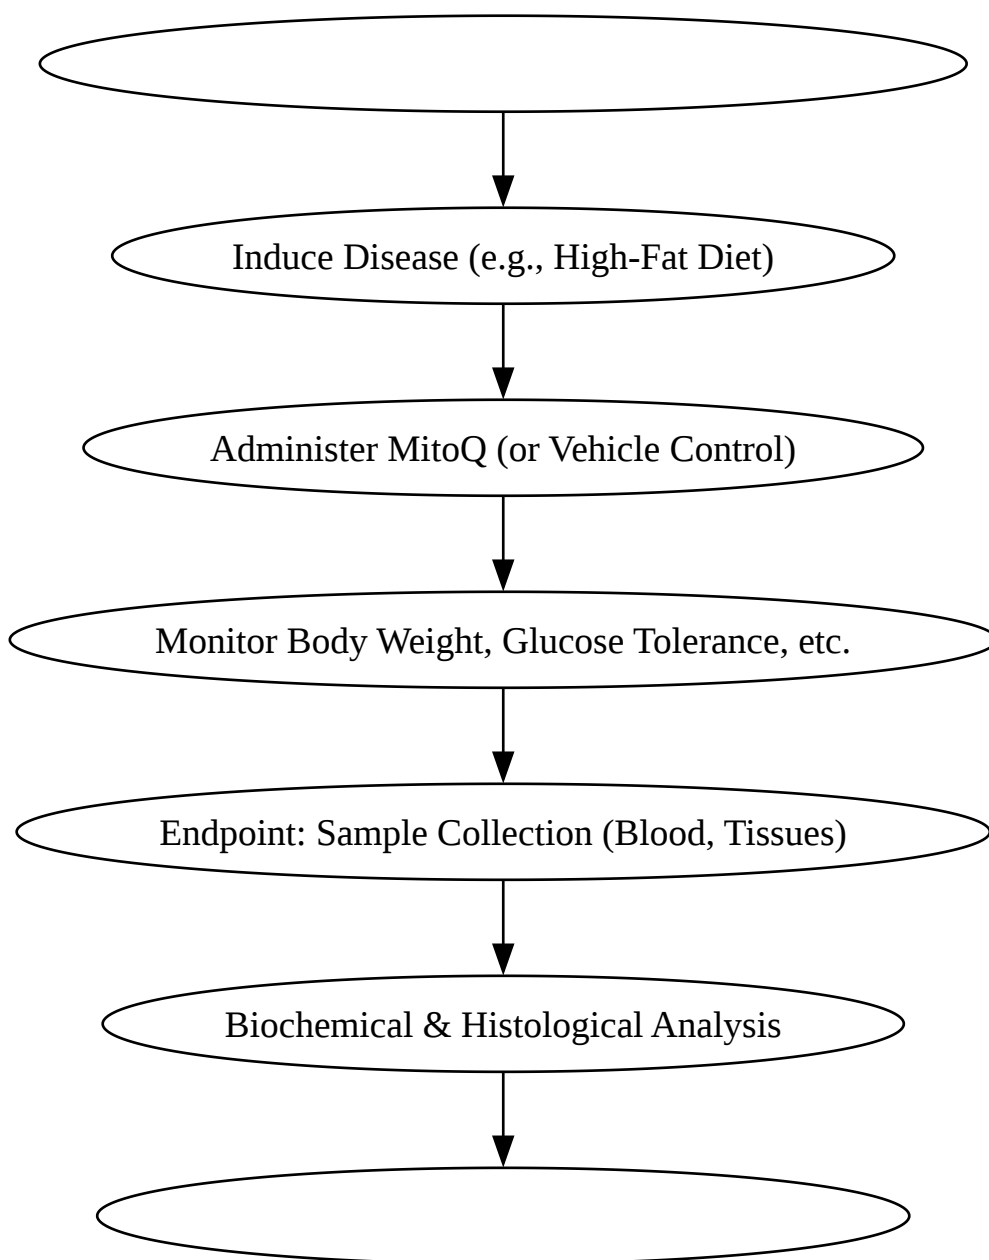 Induce Disease (e.g., High-Fat Diet)
Administer MitoQ (or Vehicle Control)
Monitor Body Weight, Glucose Tolerance, etc.
Endpoint: Sample Collection (Blood, Tissues)
Biochemical & Histological Analysis